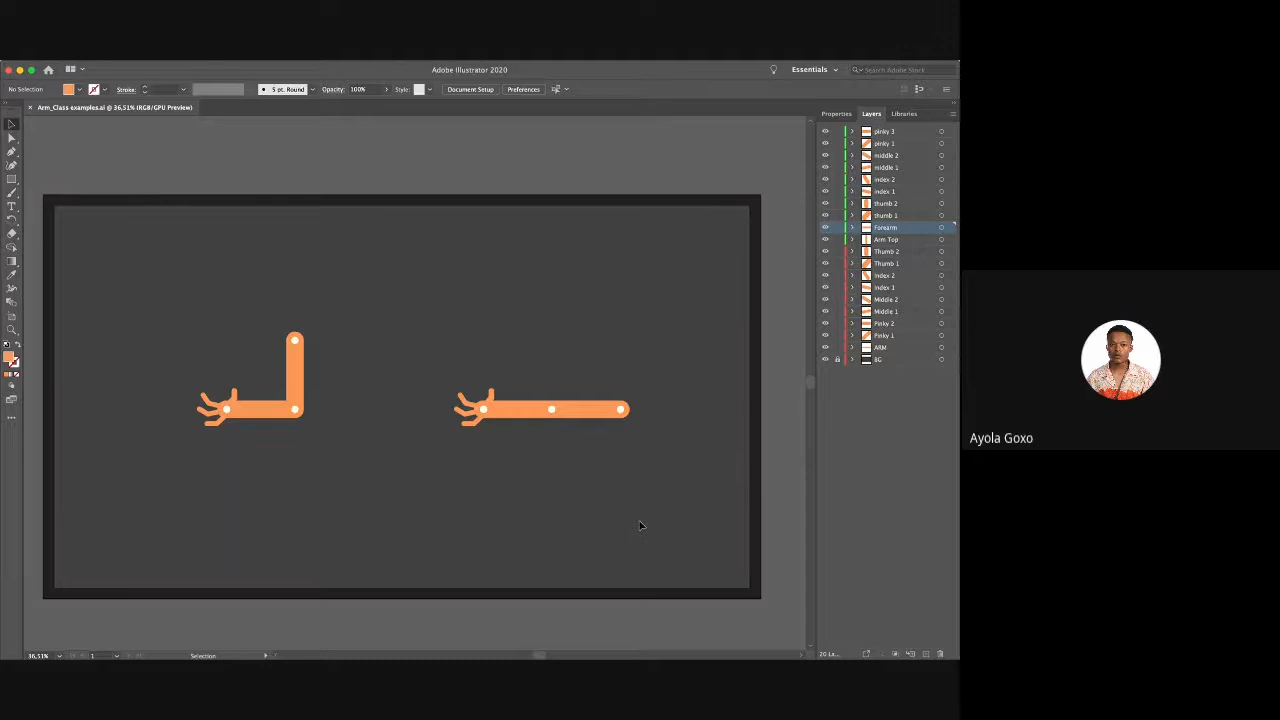 Adobe Illustrator 2020
Essentials
Search Adobe Stock
No Selection
Stroke:
5 pt. Round
Opacity:
100%
Style:
Document Setup
Preferences
Arm_Class examples.ai @ 36,51% (RGB/GPU Preview)
Properties
Layers
Libraries
pinky 3
pinky 1
middle 2
middle 1
index 2
index 1
thumb 2
thumb 1
Forearm
Arm Top
Thumb 2
Thumb 1
Index 2
Index 1
Middle 2
Middle 1
Pinky 2
Pinky 1
ARM
BG
Ayola Goxo
36,51%
1
Selection
20 La...